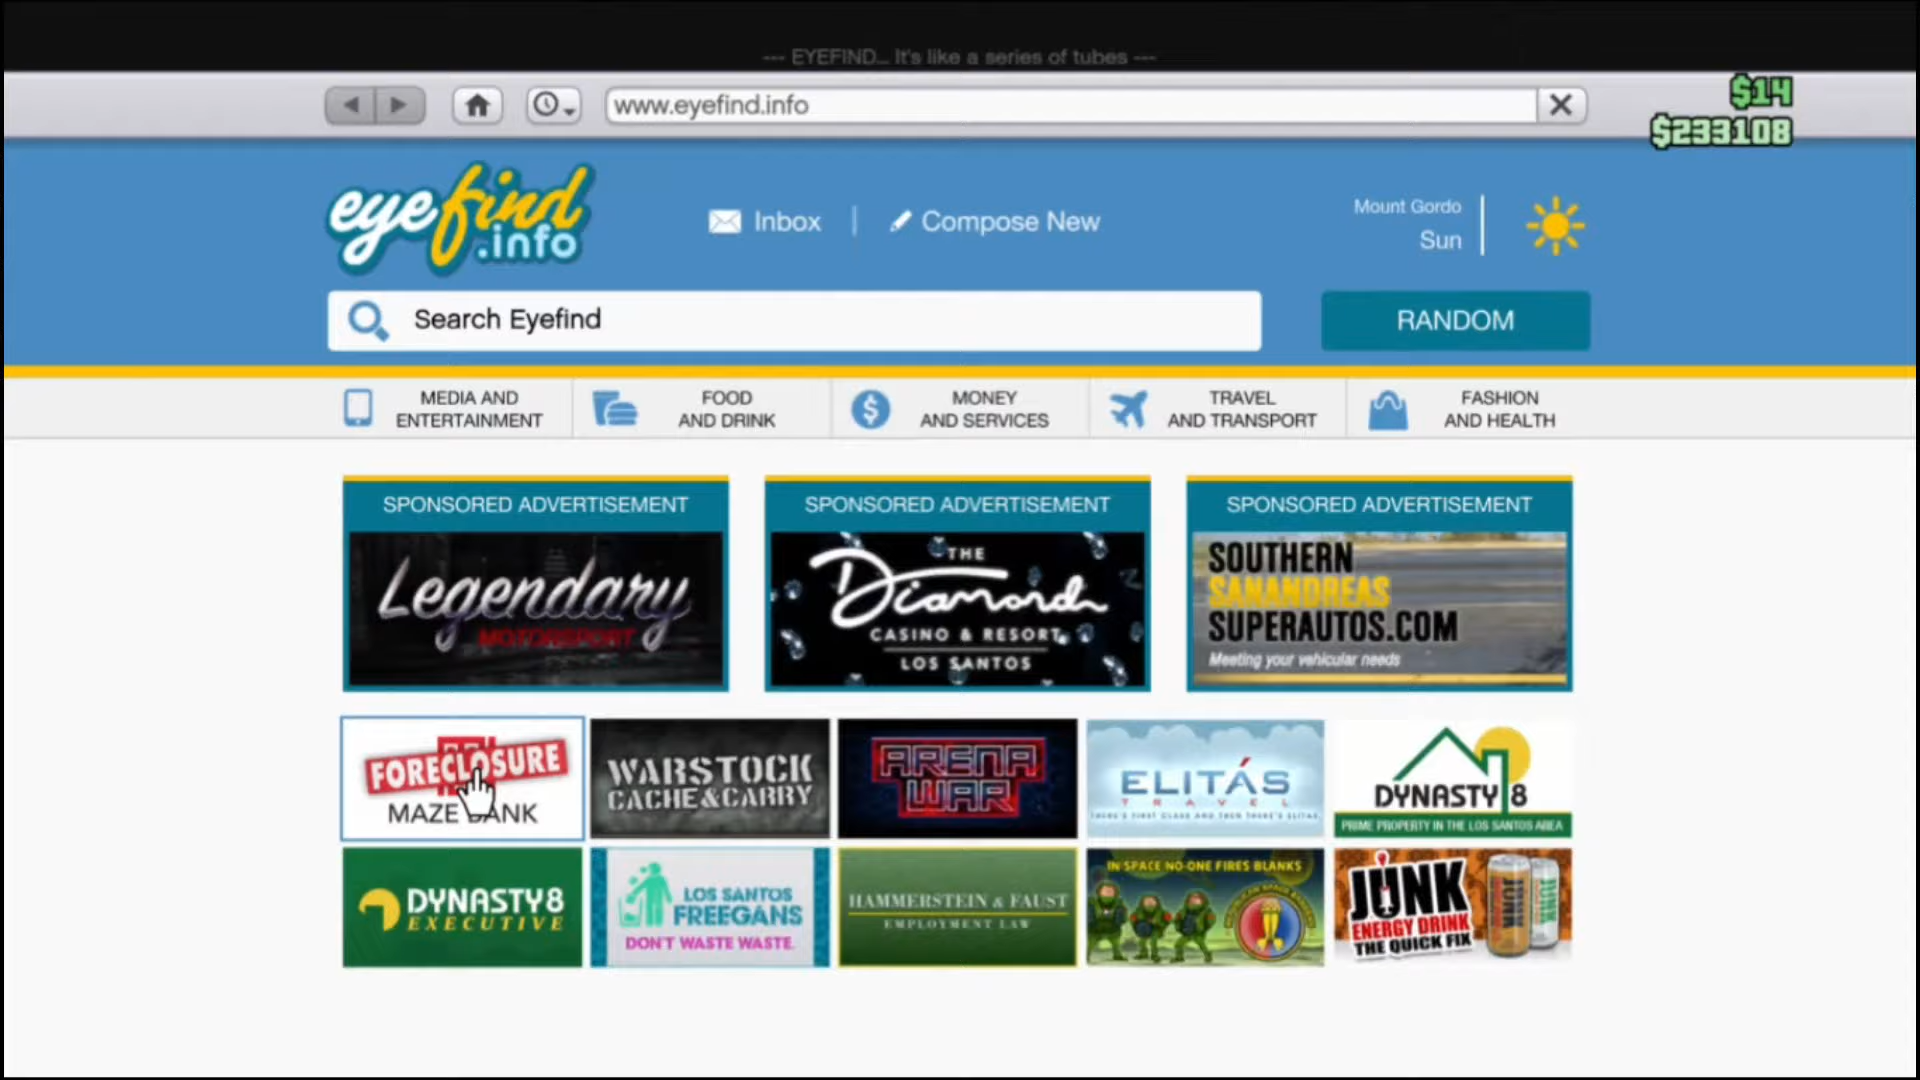 --- EYEFIND... It's like a series of tubes ---
www.eyefind.info
$14
$233108
eyefind
.info
Inbox
Compose New
Mount Gordo
Sun
Search Eyefind
RANDOM
MEDIA AND
ENTERTAINMENT
FOOD
AND DRINK
MONEY
AND SERVICES
TRAVEL
AND TRANSPORT
FASHION
AND HEALTH
SPONSORED ADVERTISEMENT
Legendary
MOTORSPORT
SPONSORED ADVERTISEMENT
THE
Diamond
CASINO & RESORT
LOS SANTOS
SPONSORED ADVERTISEMENT
SOUTHERN
SANANDREAS
SUPERAUTOS.COM
Meeting your vehicular needs
FORECLOSURE
MAZE BANK
WARSTOCK
CACHE&CARRY
ARENA
WAR
ELITÁS
TRAVEL
THERE'S FIRST CLASS AND THEN THERE'S ELITAS
DYNASTY 8
PRIME PROPERTY IN THE LOS SANTOS AREA
DYNASTY8
EXECUTIVE
LOS SANTOS
FREEGANS
DON'T WASTE WASTE.
HAMMERSTEIN & FAUST
EMPLOYMENT LAW
IN SPACE NO-ONE FIRES BLANKS
JUNK
ENERGY DRINK
THE QUICK FIX